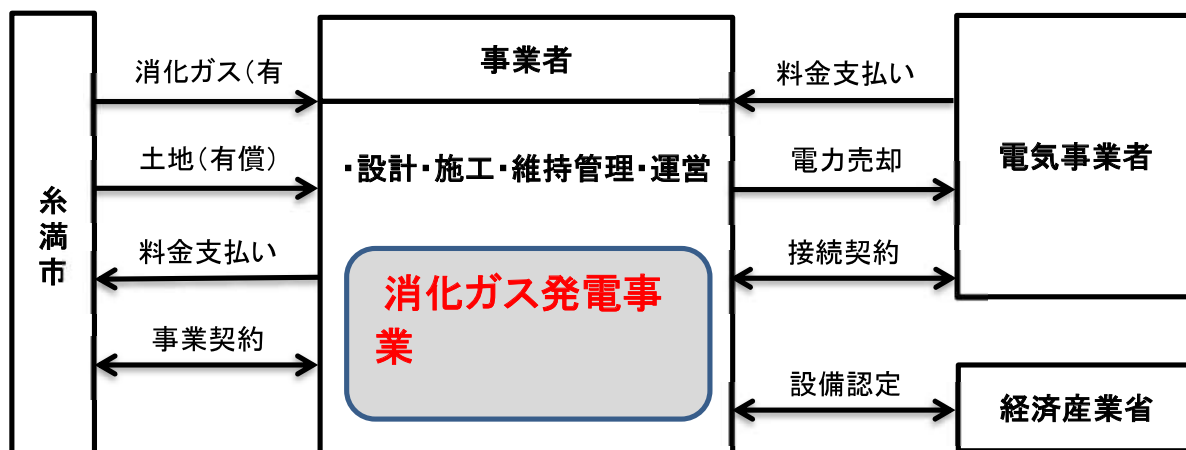 糸満市
消化ガス（有
土地（有償）
料金支払い
事業契約
事業者
・設計・施工・維持管理・運営
消化ガス発電事
業
料金支払い
電力売却
接続契約
設備認定
電気事業者
経済産業省